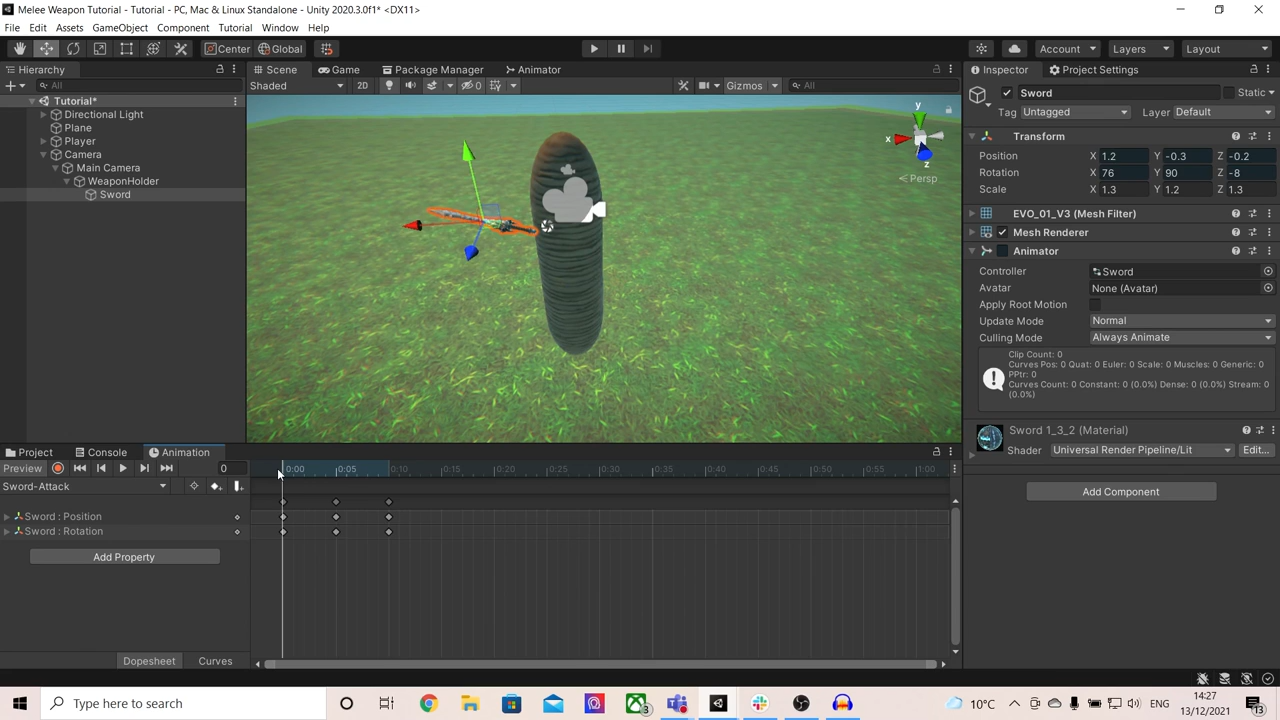 Melee Weapon Tutorial - Tutorial - PC, Mac & Linux Standalone - Unity 2020.3.0f1* <DX11>
File Edit Assets GameObject Component Tutorial Window Help
Center Global Account Layers Layout
Hierarchy
All
Tutorial*
Directional Light
Plane
Player
Camera
Main Camera
WeaponHolder
Sword
Scene Game Package Manager Animator
Shaded 2D 0 Gizmos All
y
x
z
Persp
Inspector Project Settings
Sword Static
Tag Untagged Layer Default
Transform
Position X 1.2 Y -0.3 Z -0.2
Rotation X 76 Y 90 Z -8
Scale X 1.3 Y 1.2 Z 1.3
EVO_01_V3 (Mesh Filter)
Mesh Renderer
Animator
Controller Sword
Avatar None (Avatar)
Apply Root Motion
Update Mode Normal
Culling Mode Always Animate
Clip Count: 0
Curves Pos: 0 Quat: 0 Euler: 0 Scale: 0 Muscles: 0 Generic: 0
PPtr: 0
Curves Count: 0 Constant: 0 (0.0%) Dense: 0 (0.0%) Stream: 0
(0.0%)
Sword 1_3_2 (Material)
Shader Universal Render Pipeline/Lit Edit...
Add Component
Project Console Animation
Preview 0 0:00 0:05 0:10 0:15 0:20 0:25 0:30 0:35 0:40 0:45 0:50 0:55 1:00
Sword-Attack
Sword : Position
Sword : Rotation
Add Property
Dopesheet Curves
Type here to search
3
10°C
ENG
14:27
13/12/2021
13